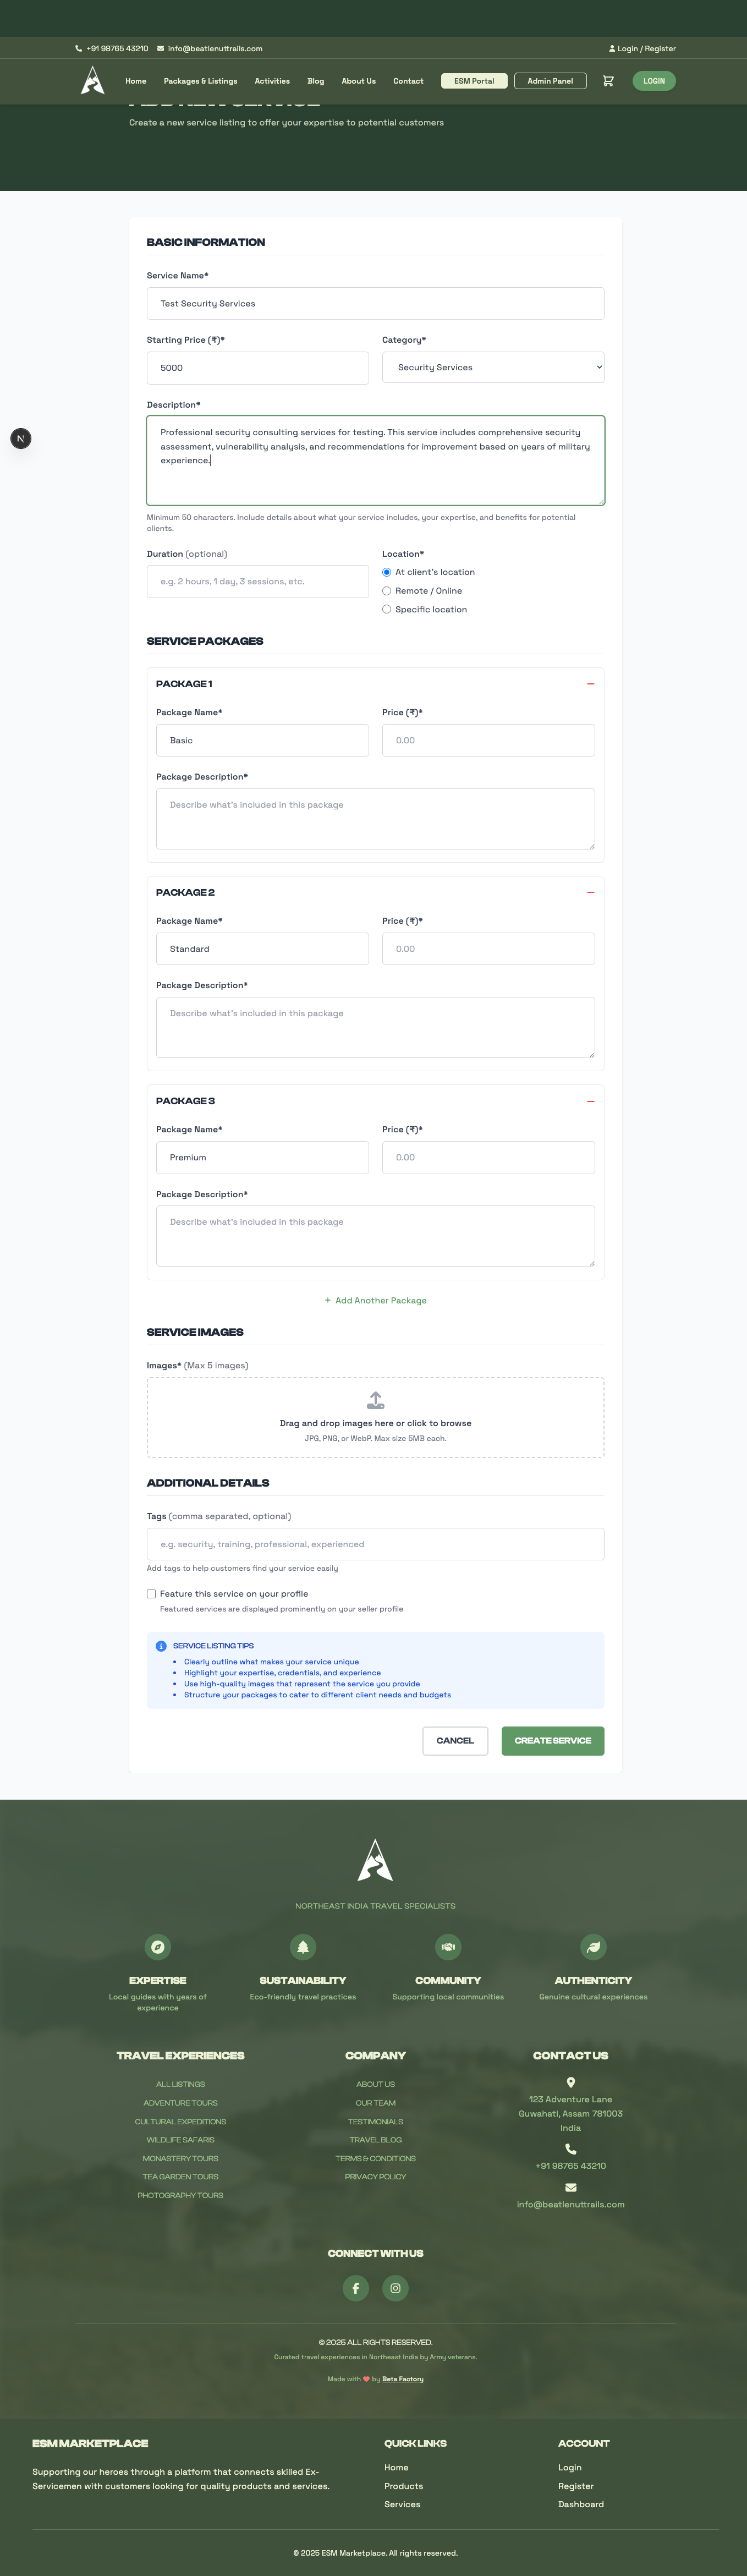 +91 98765 43210
info@beatlenuttrails.com
Login / Register
Home
Packages & Listings
Activities
Blog
About Us
Contact
ESM Portal
Admin Panel
LOGIN
ADD NEW SERVICE
Create a new service listing to offer your expertise to potential customers
BASIC INFORMATION
Service Name*
Test Security Services
Starting Price (₹)*
5000
Category*
Security Services
Description*
Professional security consulting services for testing. This service includes comprehensive security
assessment, vulnerability analysis, and recommendations for improvement based on years of military
experience.
Minimum 50 characters. Include details about what your service includes, your expertise, and benefits for potential
clients.
Duration (optional)
e.g. 2 hours, 1 day, 3 sessions, etc.
Location*
At client's location
Remote / Online
Specific location
N
SERVICE PACKAGES
PACKAGE 1
Package Name*
Basic
Price (₹)*
0.00
Package Description*
Describe what's included in this package
PACKAGE 2
Package Name*
Standard
Price (₹)*
0.00
Package Description*
Describe what's included in this package
PACKAGE 3
Package Name*
Premium
Price (₹)*
0.00
Package Description*
Describe what's included in this package
+ Add Another Package
SERVICE IMAGES
Images* (Max 5 images)
Drag and drop images here or click to browse
JPG, PNG, or WebP. Max size 5MB each.
ADDITIONAL DETAILS
Tags (comma separated, optional)
e.g. security, training, professional, experienced
Add tags to help customers find your service easily
Feature this service on your profile
Featured services are displayed prominently on your seller profile
SERVICE LISTING TIPS
• Clearly outline what makes your service unique
• Highlight your expertise, credentials, and experience
• Use high-quality images that represent the service you provide
• Structure your packages to cater to different client needs and budgets
CANCEL
CREATE SERVICE
NORTHEAST INDIA TRAVEL SPECIALISTS
EXPERTISE
Local guides with years of
experience
SUSTAINABILITY
Eco-friendly travel practices
COMMUNITY
Supporting local communities
AUTHENTICITY
Genuine cultural experiences
TRAVEL EXPERIENCES
ALL LISTINGS
ADVENTURE TOURS
CULTURAL EXPEDITIONS
WILDLIFE SAFARIS
MONASTERY TOURS
TEA GARDEN TOURS
PHOTOGRAPHY TOURS
COMPANY
ABOUT US
OUR TEAM
TESTIMONIALS
TRAVEL BLOG
TERMS & CONDITIONS
PRIVACY POLICY
CONTACT US
123 Adventure Lane
Guwahati, Assam 781003
India
+91 98765 43210
info@beatlenuttrails.com
CONNECT WITH US
© 2025 ALL RIGHTS RESERVED.
Curated travel experiences in Northeast India by Army veterans.
Made with ❤ by Beta Factory
ESM MARKETPLACE
Supporting our heroes through a platform that connects skilled Ex-
Servicemen with customers looking for quality products and services.
QUICK LINKS
Home
Products
Services
ACCOUNT
Login
Register
Dashboard
© 2025 ESM Marketplace. All rights reserved.